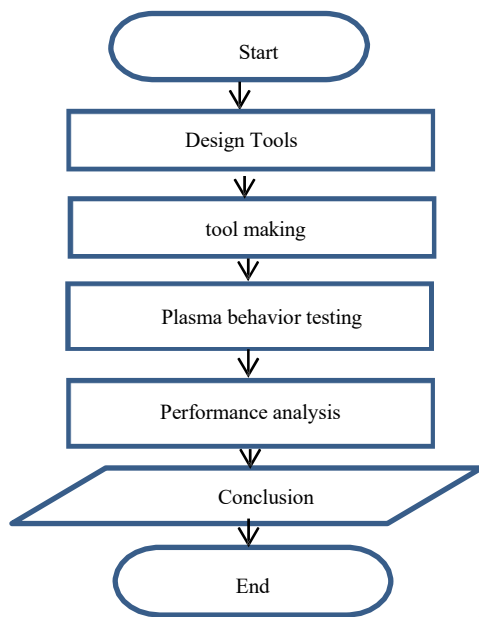 Start
Design Tools
tool making
Plasma behavior testing
Performance analysis
Conclusion
End